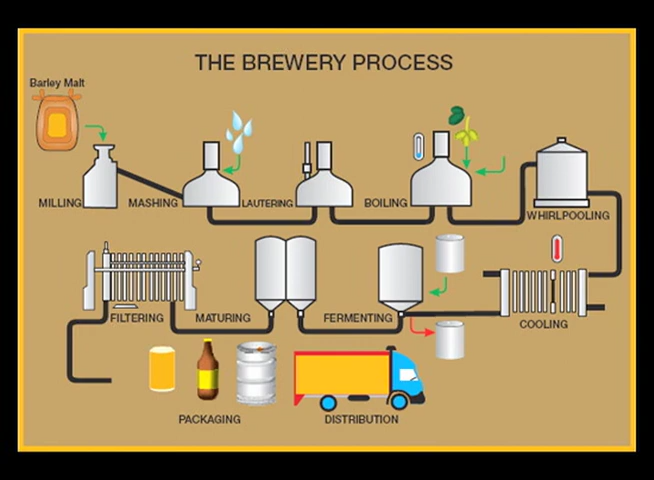 THE BREWERY PROCESS
Barley Malt
MILLING
MASHING
LAUTERING
BOILING
WHIRLPOOLING
FILTERING
MATURING
FERMENTING
COOLING
PACKAGING
DISTRIBUTION